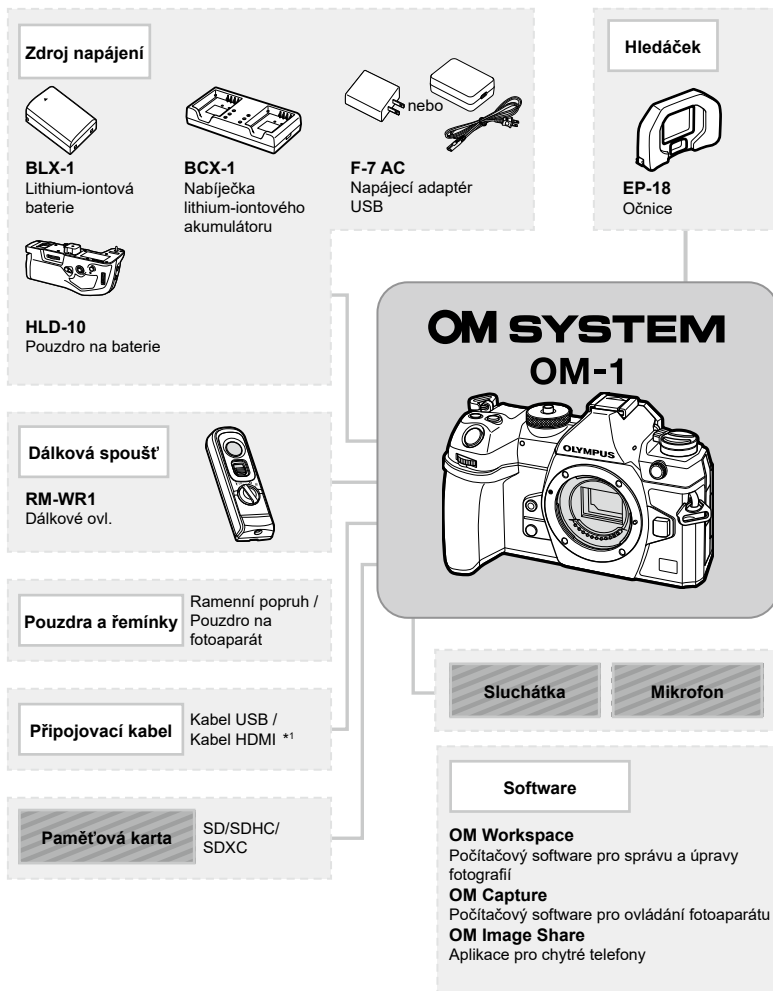 Zdroj napájení
nebo
BLX-1
Lithium-iontová
baterie
BCX-1
Nabíječka
lithium-iontového
akumulátoru
F-7 AC
Napájecí adaptér
USB
HLD-10
Pouzdro na baterie
Hledáček
EP-18
Očnice
OM SYSTEM
OM-1
OLYMPUS
Dálková spoušť
RM-WR1
Dálkové ovl.
Pouzdra a řemínky
Ramenní popruh /
Pouzdro na
fotoaparát
Připojovací kabel
Kabel USB /
Kabel HDMI *1
Paměťová karta
SD/SDHC/
SDXC
Sluchátka
Mikrofon
Software
OM Workspace
Počítačový software pro správu a úpravy
fotografií
OM Capture
Počítačový software pro ovládání fotoaparátu
OM Image Share
Aplikace pro chytré telefony